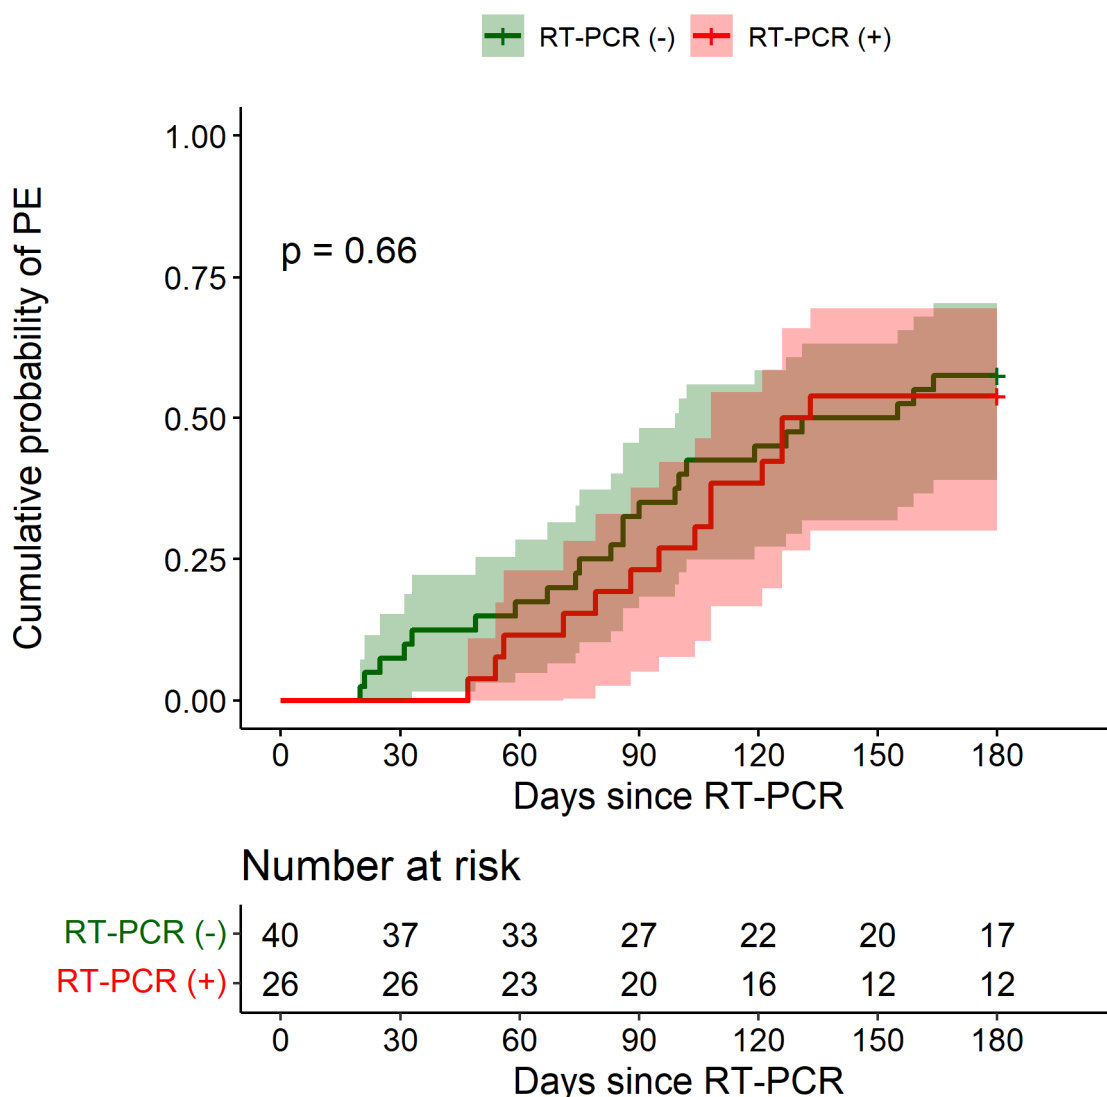 RT-PCR (-) RT-PCR (+)
Cumulative probability of PE
1.00
0.75
0.50
0.25
0.00
p = 0.66
0 30 60 90 120 150 180
Days since RT-PCR
Number at risk
RT-PCR (-) 40 37 33 27 22 20 17
RT-PCR (+) 26 26 23 20 16 12 12
0 30 60 90 120 150 180
Days since RT-PCR